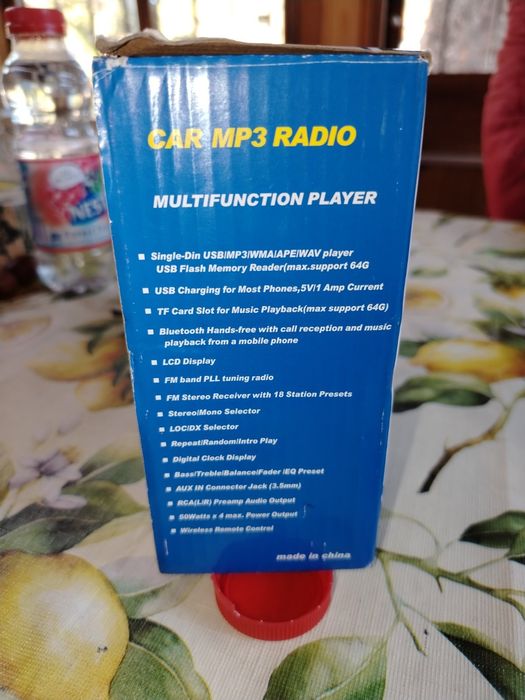 CAR MP3 RADIO
MULTIFUNCTION PLAYER
Single-Din USB/MP3/WMA/APE/WAV player
USB Flash Memory Reader(max.support 64G
USB Charging for Most Phones,5V/1 Amp Current
TF Card Slot for Music Playback(max support 64G)
Bluetooth Hands-free with call reception and music
playback from a mobile phone
LCD Display
FM band PLL tuning radio
FM Stereo Receiver with 18 Station Presets
Stereo/Mono Selector
LOC/DX Selector
Repeat/Random/Intro Play
Digital Clock Display
Bass/Treble/Balance/Fader /EQ Preset
AUX IN Connector Jack (3.5mm)
RCA(L/R) Preamp Audio Output
60Watts x 4 max. Power Output
Wireless Remote Control
made in china
NES